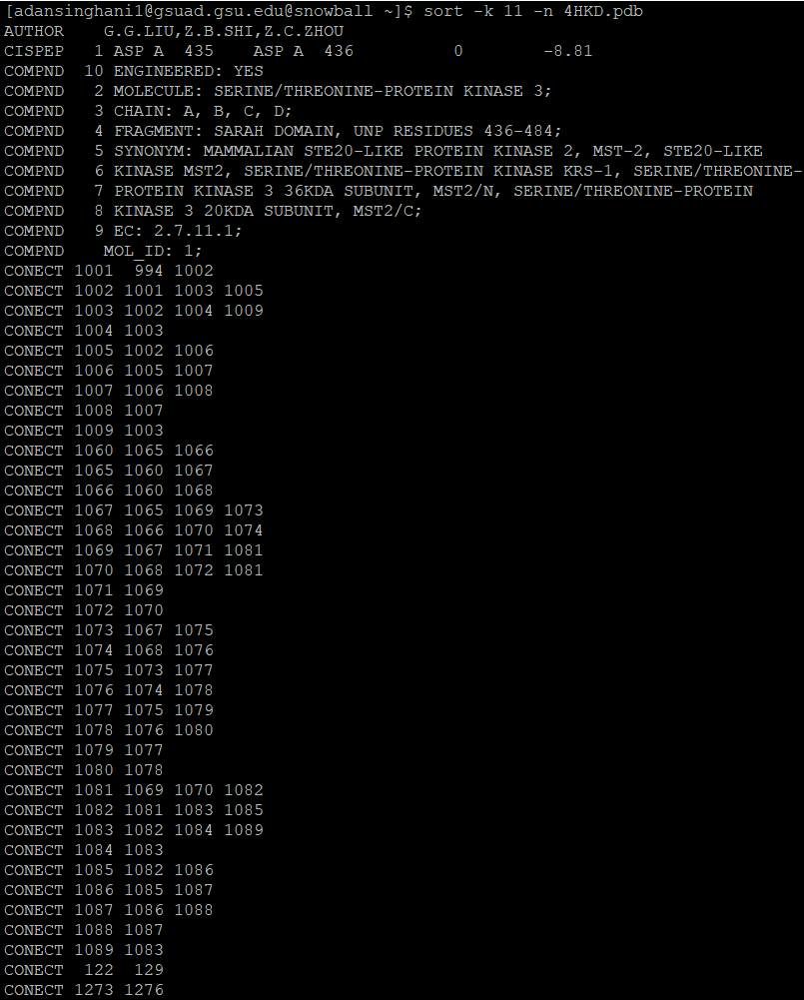 [adansinghani1@gsuad.gsu.edu@snowball ~]$ sort -k 11 -n 4HKD.pdb
AUTHOR    G.G.LIU,Z.B.SHI,Z.C.ZHOU
CISPEP   1 ASP A  435    ASP A  436          0        -8.81
COMPND  10 ENGINEERED: YES
COMPND   2 MOLECULE: SERINE/THREONINE-PROTEIN KINASE 3;
COMPND   3 CHAIN: A, B, C, D;
COMPND   4 FRAGMENT: SARAH DOMAIN, UNP RESIDUES 436-484;
COMPND   5 SYNONYM: MAMMALIAN STE20-LIKE PROTEIN KINASE 2, MST-2, STE20-LIKE
COMPND   6 KINASE MST2, SERINE/THREONINE-PROTEIN KINASE KRS-1, SERINE/THREONINE-
COMPND   7 PROTEIN KINASE 3 36KDA SUBUNIT, MST2/N, SERINE/THREONINE-PROTEIN
COMPND   8 KINASE 3 20KDA SUBUNIT, MST2/C;
COMPND   9 EC: 2.7.11.1;
COMPND    MOL_ID: 1;
CONECT 1001  994 1002
CONECT 1002 1001 1003 1005
CONECT 1003 1002 1004 1009
CONECT 1004 1003
CONECT 1005 1002 1006
CONECT 1006 1005 1007
CONECT 1007 1006 1008
CONECT 1008 1007
CONECT 1009 1003
CONECT 1060 1065 1066
CONECT 1065 1060 1067
CONECT 1066 1060 1068
CONECT 1067 1065 1069 1073
CONECT 1068 1066 1070 1074
CONECT 1069 1067 1071 1081
CONECT 1070 1068 1072 1081
CONECT 1071 1069
CONECT 1072 1070
CONECT 1073 1067 1075
CONECT 1074 1068 1076
CONECT 1075 1073 1077
CONECT 1076 1074 1078
CONECT 1077 1075 1079
CONECT 1078 1076 1080
CONECT 1079 1077
CONECT 1080 1078
CONECT 1081 1069 1070 1082
CONECT 1082 1081 1083 1085
CONECT 1083 1082 1084 1089
CONECT 1084 1083
CONECT 1085 1082 1086
CONECT 1086 1085 1087
CONECT 1087 1086 1088
CONECT 1088 1087
CONECT 1089 1083
CONECT  122  129
CONECT 1273 1276